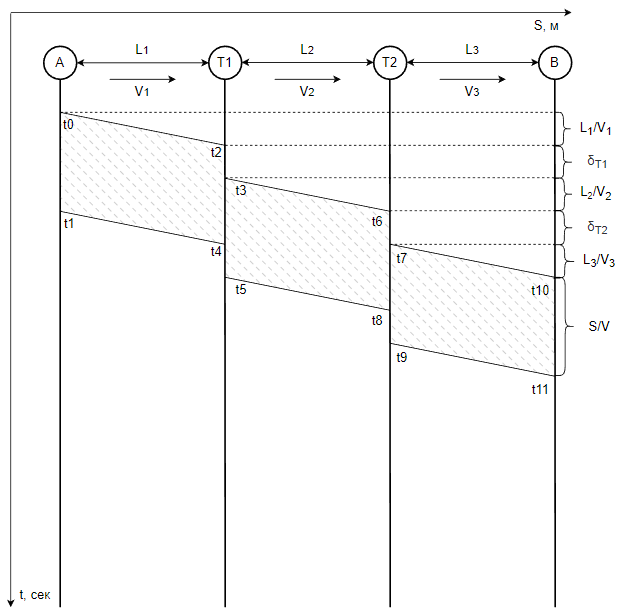 S, м
A
L1
T1
L2
T2
L3
B
V1
V2
V3
t0
L1/V1
t2
δT1
t3
L2/V2
t1
t6
δT2
t4
t7
L3/V3
t5
t10
t8
S/V
t9
t11
t, сек